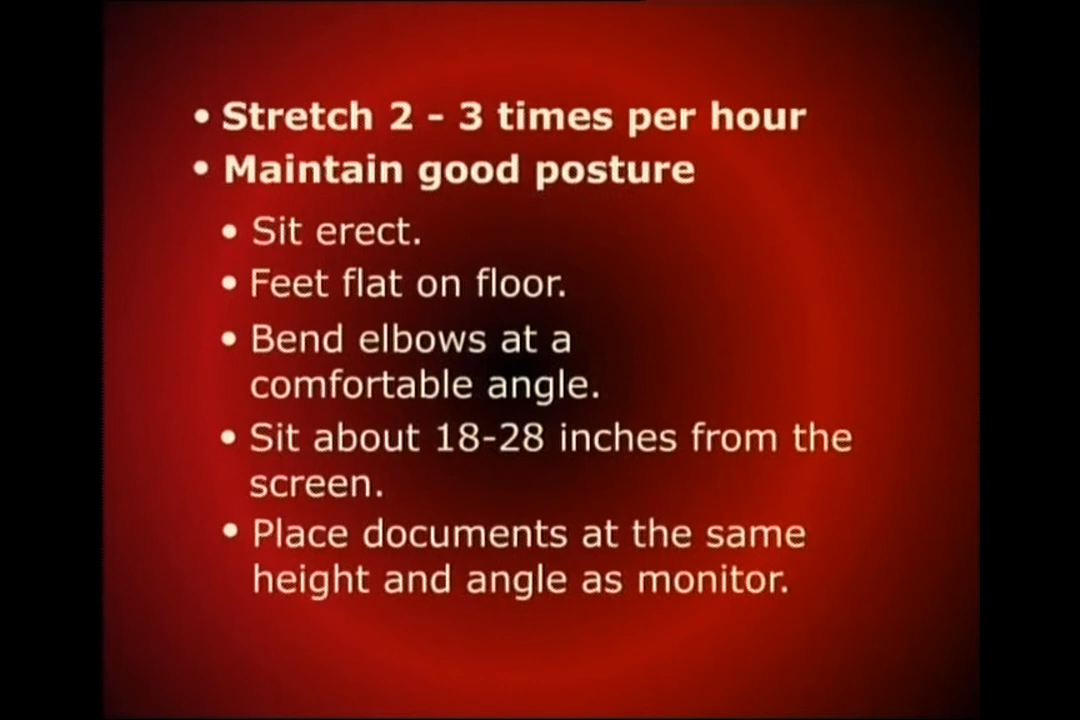 • Stretch 2 - 3 times per hour
• Maintain good posture
• Sit erect.
• Feet flat on floor.
• Bend elbows at a
comfortable angle.
• Sit about 18-28 inches from the
screen.
• Place documents at the same
height and angle as monitor.